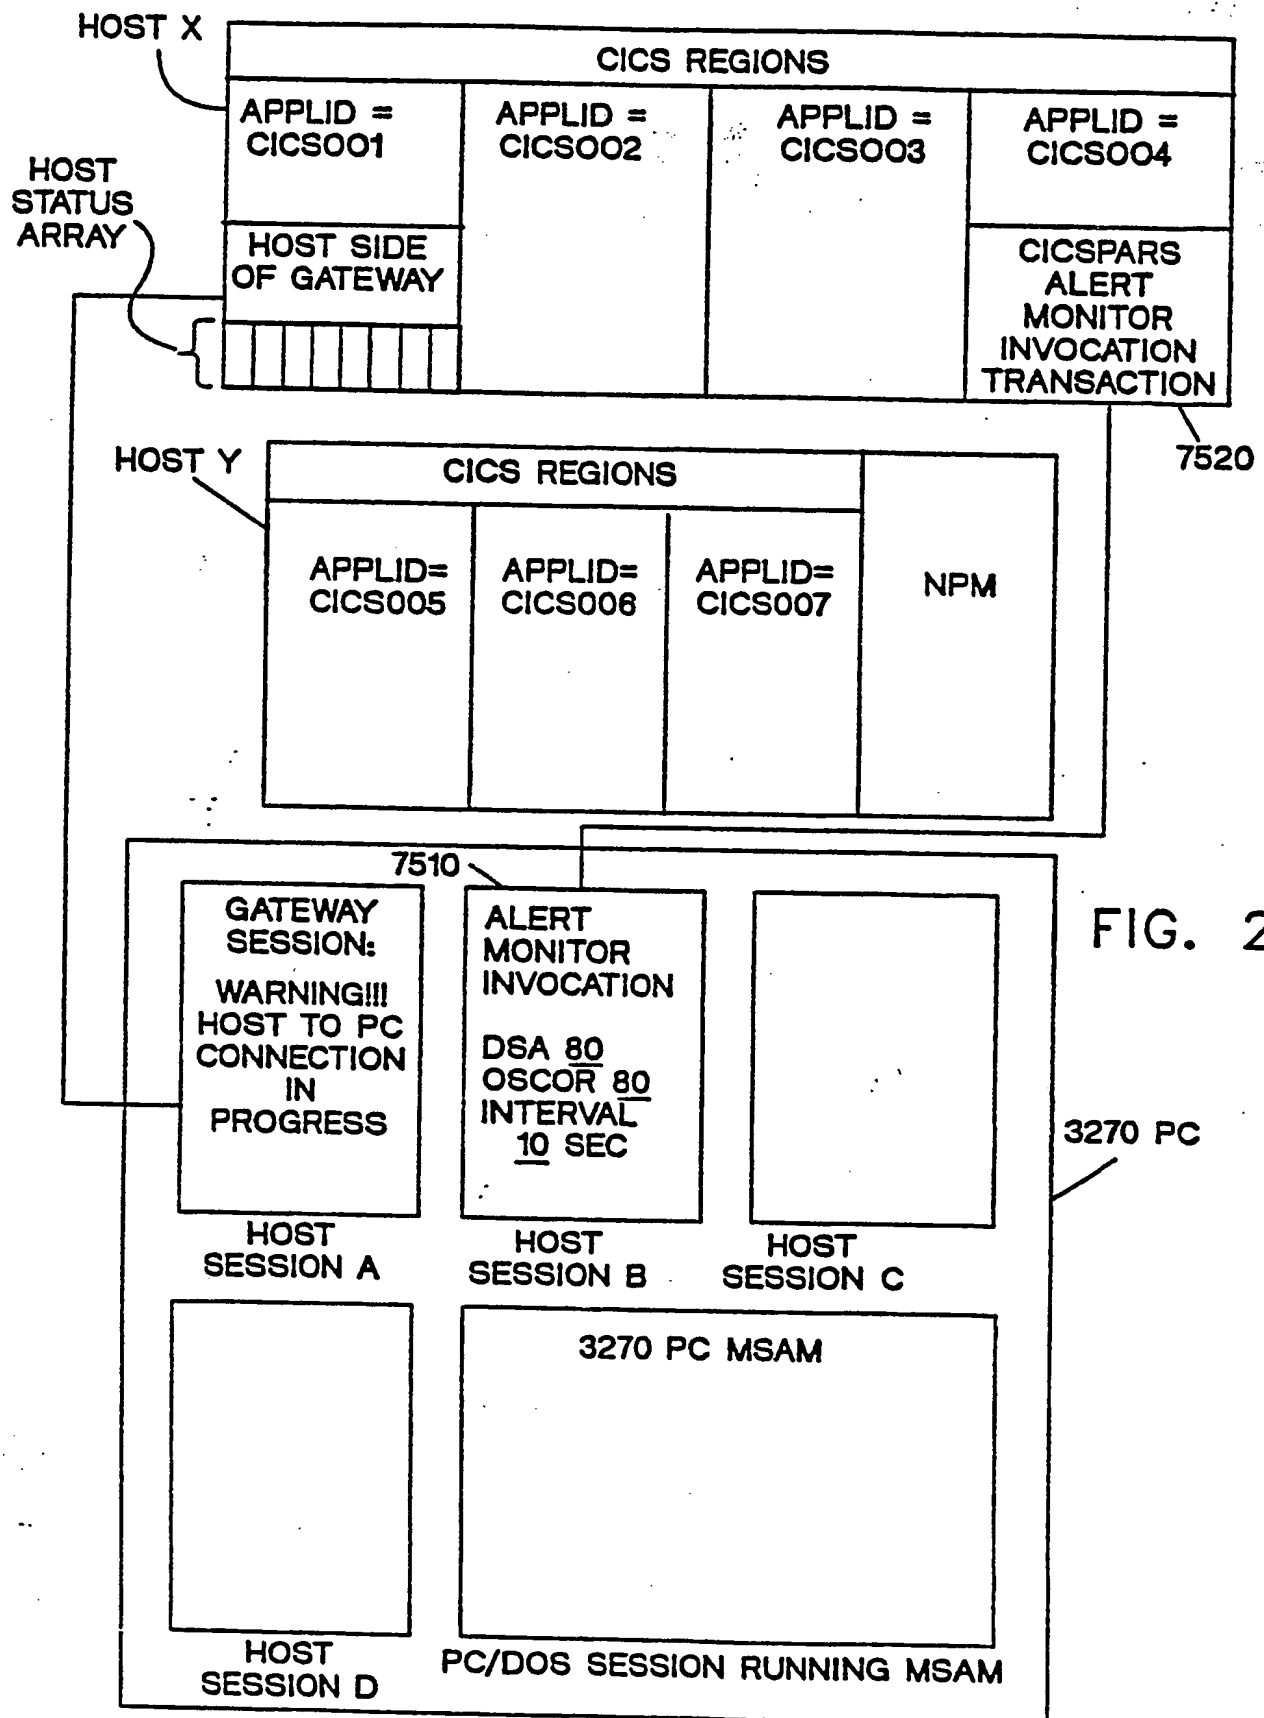 HOST X
CICS REGIONS
APPLID =
CICS001
APPLID =
CICS002
APPLID =
CICS003
APPLID =
CICS004
HOST
STATUS
ARRAY
HOST SIDE
OF GATEWAY
CICSPARS
ALERT
MONITOR
INVOCATION
TRANSACTION
7520
HOST Y
CICS REGIONS
APPLID=
CICS005
APPLID=
CICS006
APPLID=
CICS007
NPM
7510
GATEWAY
SESSION:
WARNING!!!
HOST TO PC
CONNECTION
IN
PROGRESS
ALERT
MONITOR
INVOCATION
DSA 80
OSCOR 80
INTERVAL
10 SEC
FIG. 2
3270 PC
HOST
SESSION A
HOST
SESSION B
HOST
SESSION C
3270 PC MSAM
HOST
SESSION D
PC/DOS SESSION RUNNING MSAM